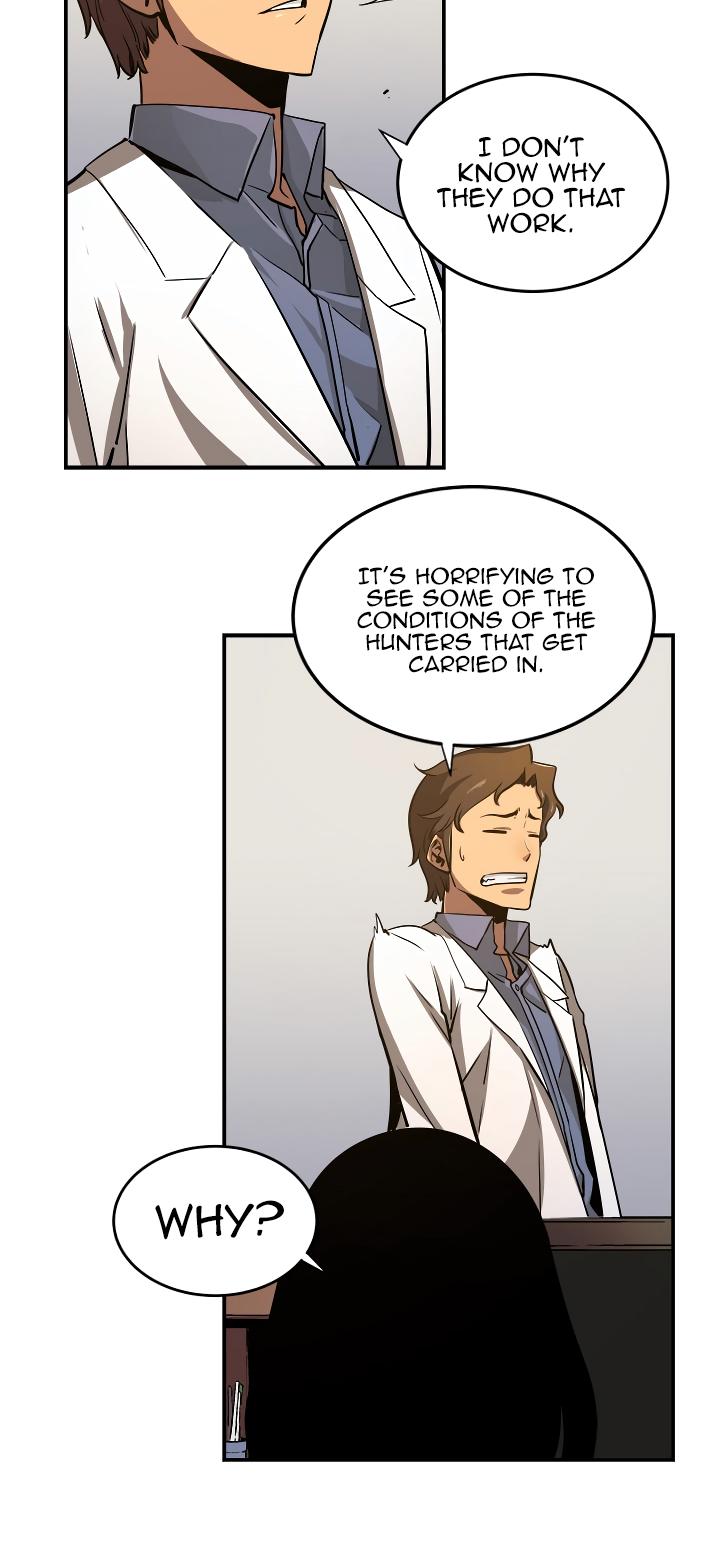 I DON'T
KNOW WHY
THEY DO THAT
WORK.
IT'S HORRIFYING TO
SEE SOME OF THE
CONDITIONS OF THE
HUNTERS THAT GET
CARRIED IN.
WHY?